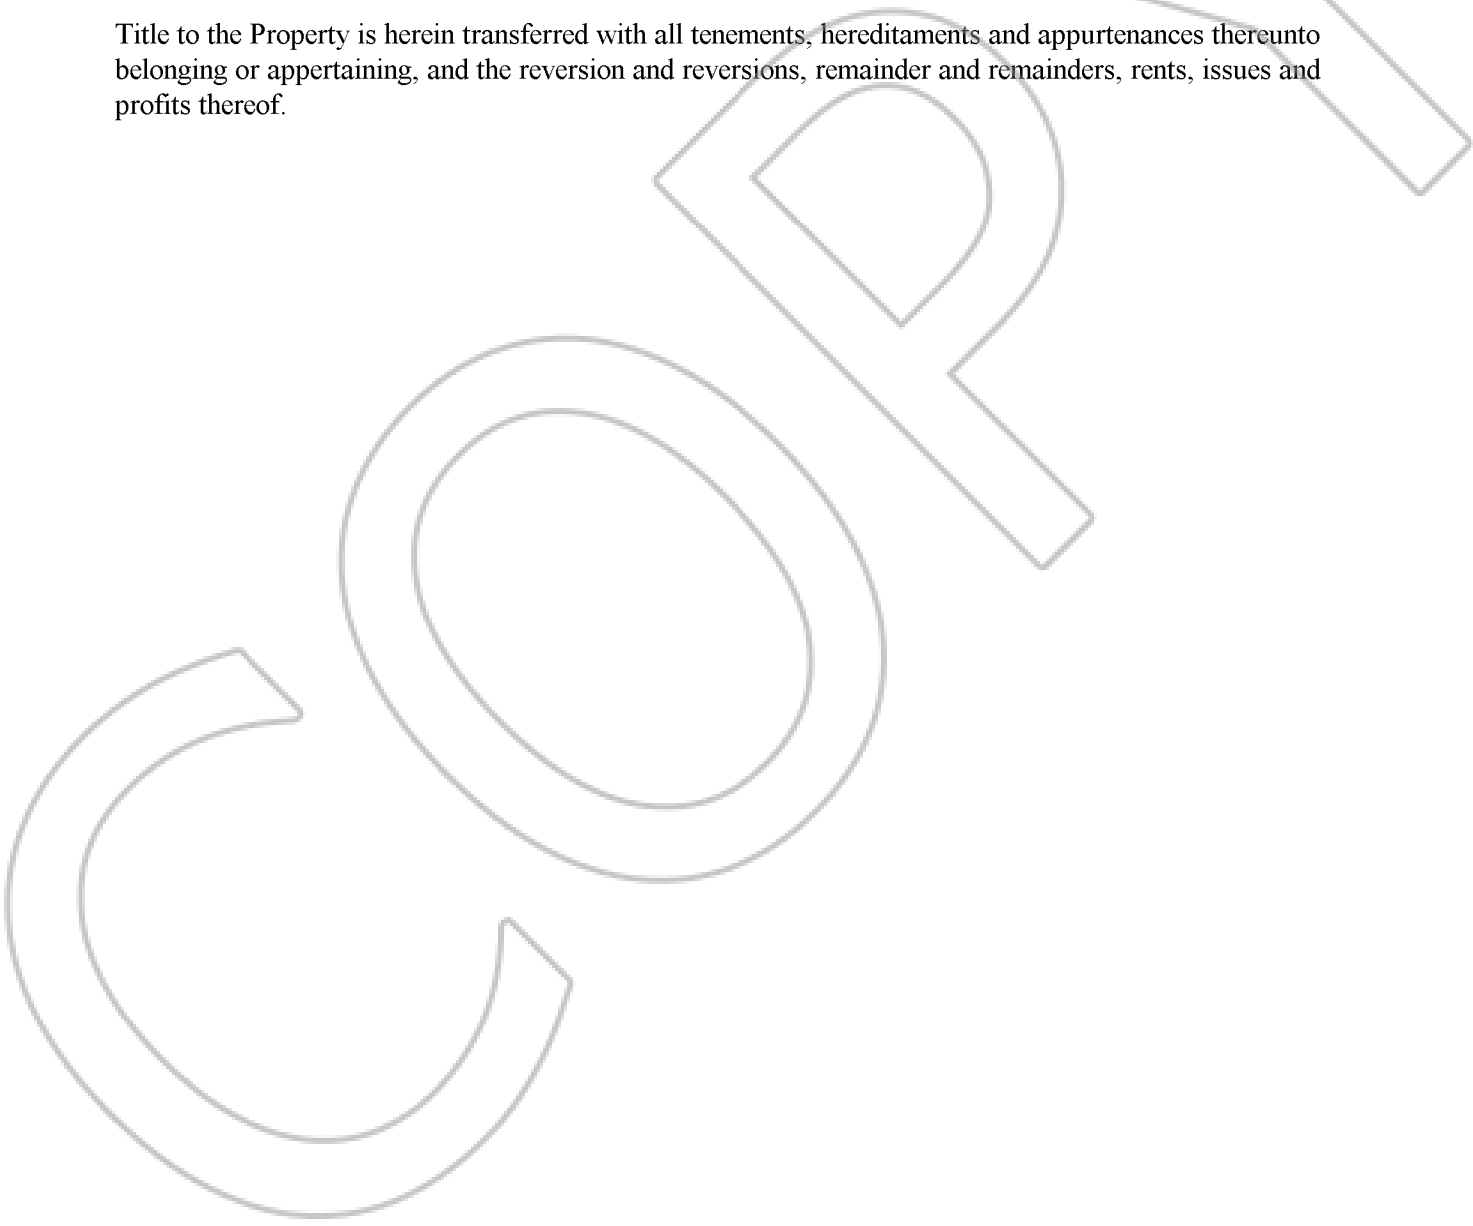 Title to the Property is herein transferred with all tenements, hereditaments and appurtenances thereunto
belonging or appertaining, and the reversion and reversions, remainder and remainders, rents, issues and
profits thereof.
COPY